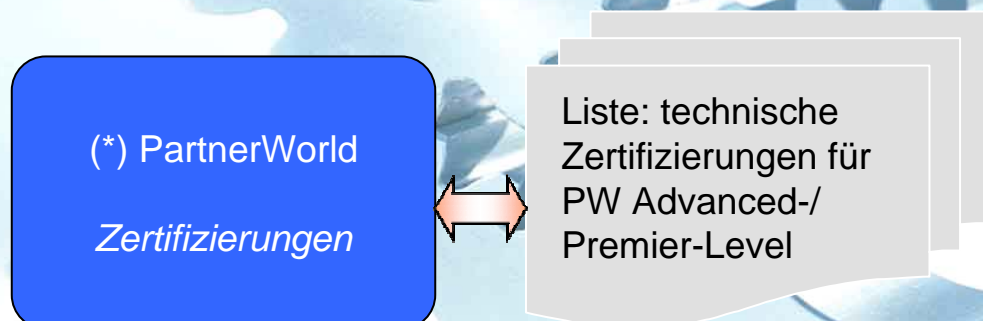 (*) PartnerWorld
Zertifizierungen
Liste: technische
Zertifizierungen für
PW Advanced-/
Premier-Level